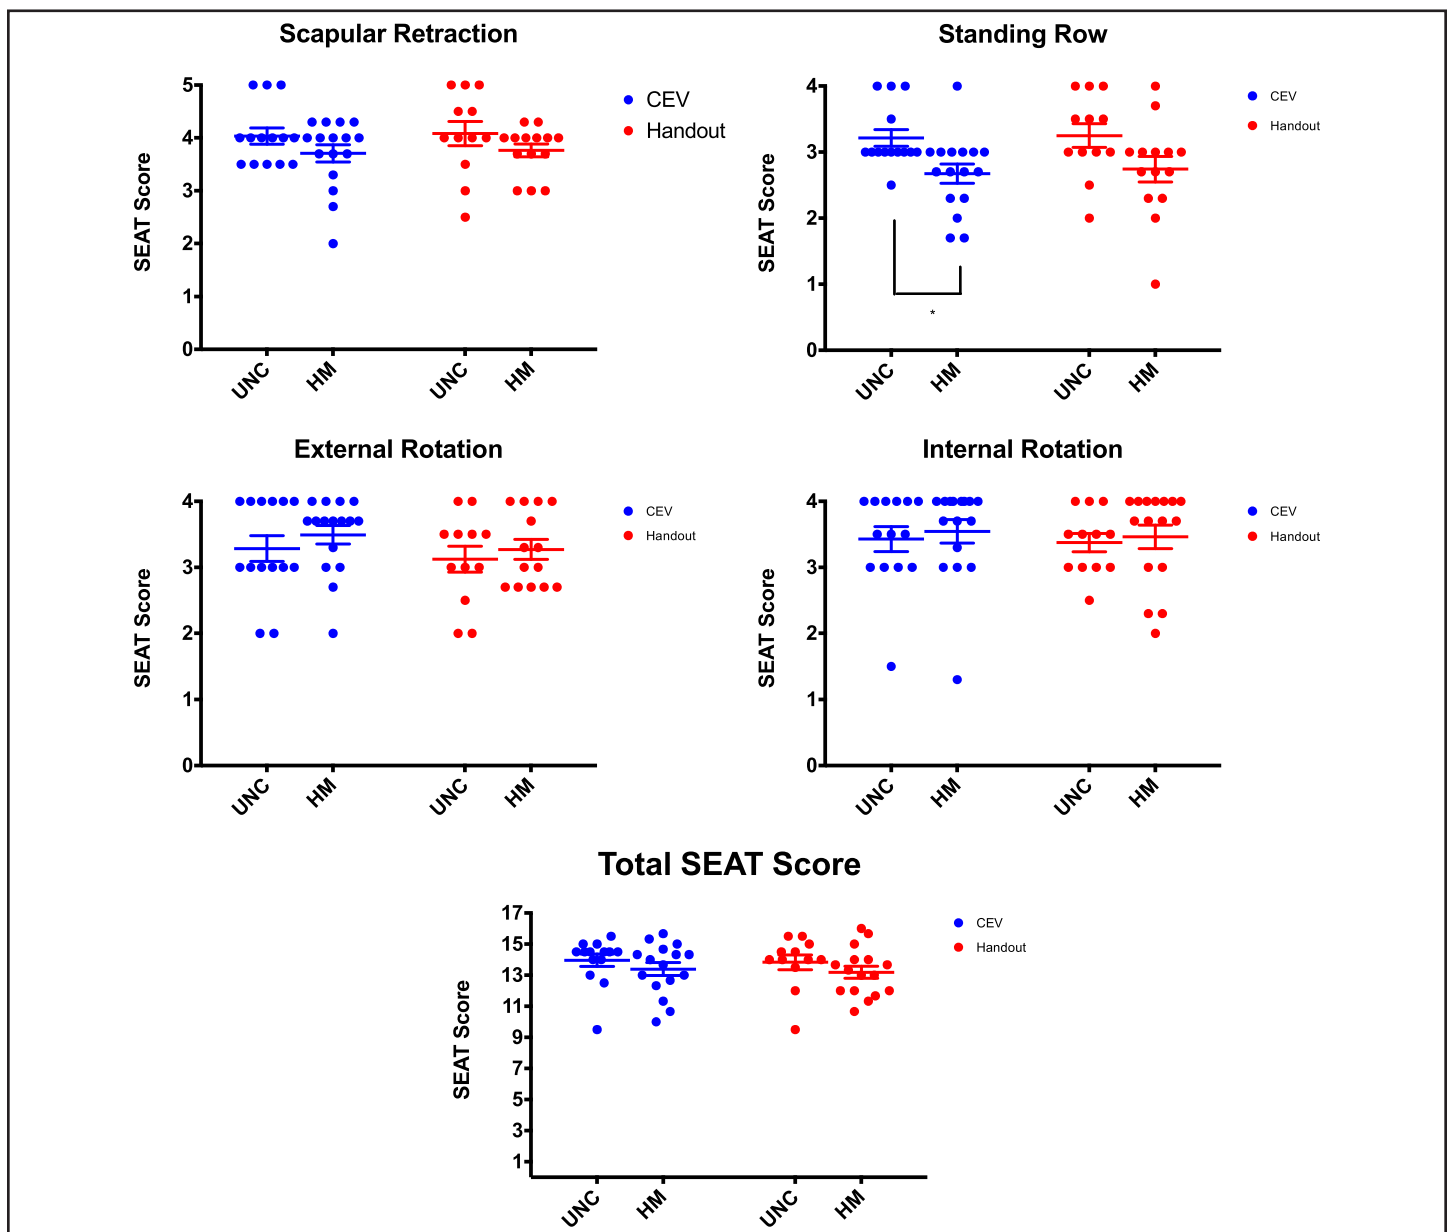 Scapular Retraction
SEAT Score
5
4
3
2
1
0
UNC
HM
UNC
HM
CEV
Handout
Standing Row
SEAT Score
4
3
2
1
0
*
UNC
HM
UNC
HM
CEV
Handout
External Rotation
SEAT Score
4
3
2
1
0
UNC
HM
UNC
HM
CEV
Handout
Internal Rotation
SEAT Score
4
3
2
1
0
UNC
HM
UNC
HM
CEV
Handout
Total SEAT Score
SEAT Score
17
15
13
11
9
7
5
3
1
UNC
HM
UNC
HM
CEV
Handout